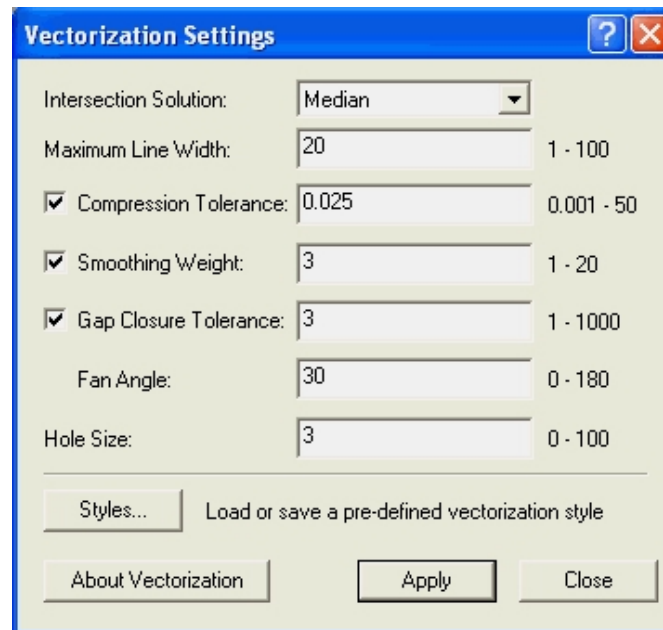 Vectorization Settings
Intersection Solution: Median
Maximum Line Width: 20 1 - 100
Compression Tolerance: 0.025 0.001 - 50
Smoothing Weight: 3 1 - 20
Gap Closure Tolerance: 3 1 - 1000
Fan Angle: 30 0 - 180
Hole Size: 3 0 - 100
Styles... Load or save a pre-defined vectorization style
About Vectorization Apply Close